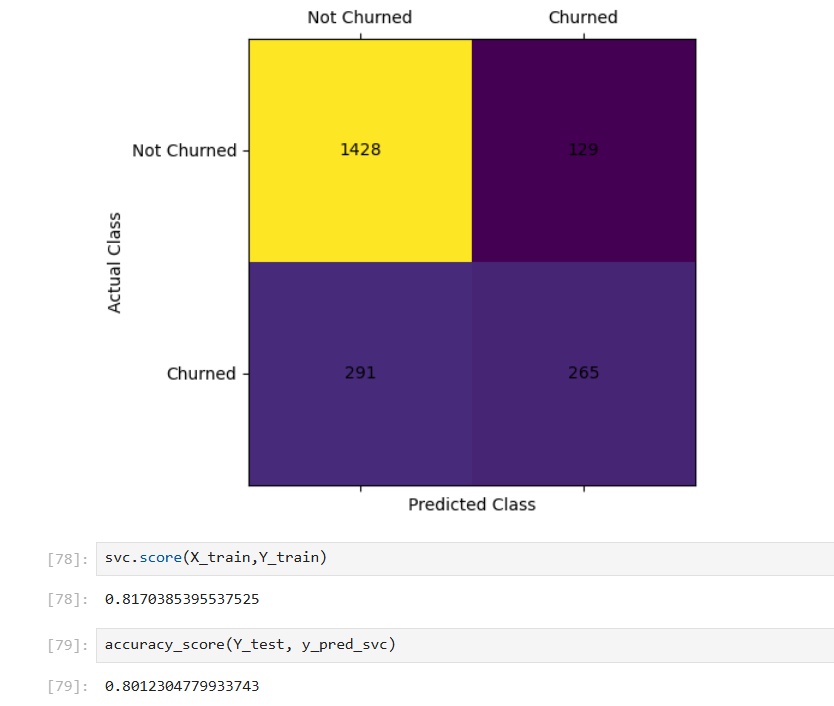 Not Churned Churned
Not Churned 1428 129
Actual Class
Churned 291 265
Predicted Class
[78]: svc.score(X_train,Y_train)
[78]: 0.8170385395537525
[79]: accuracy_score(Y_test, y_pred_svc)
[79]: 0.8012304779933743